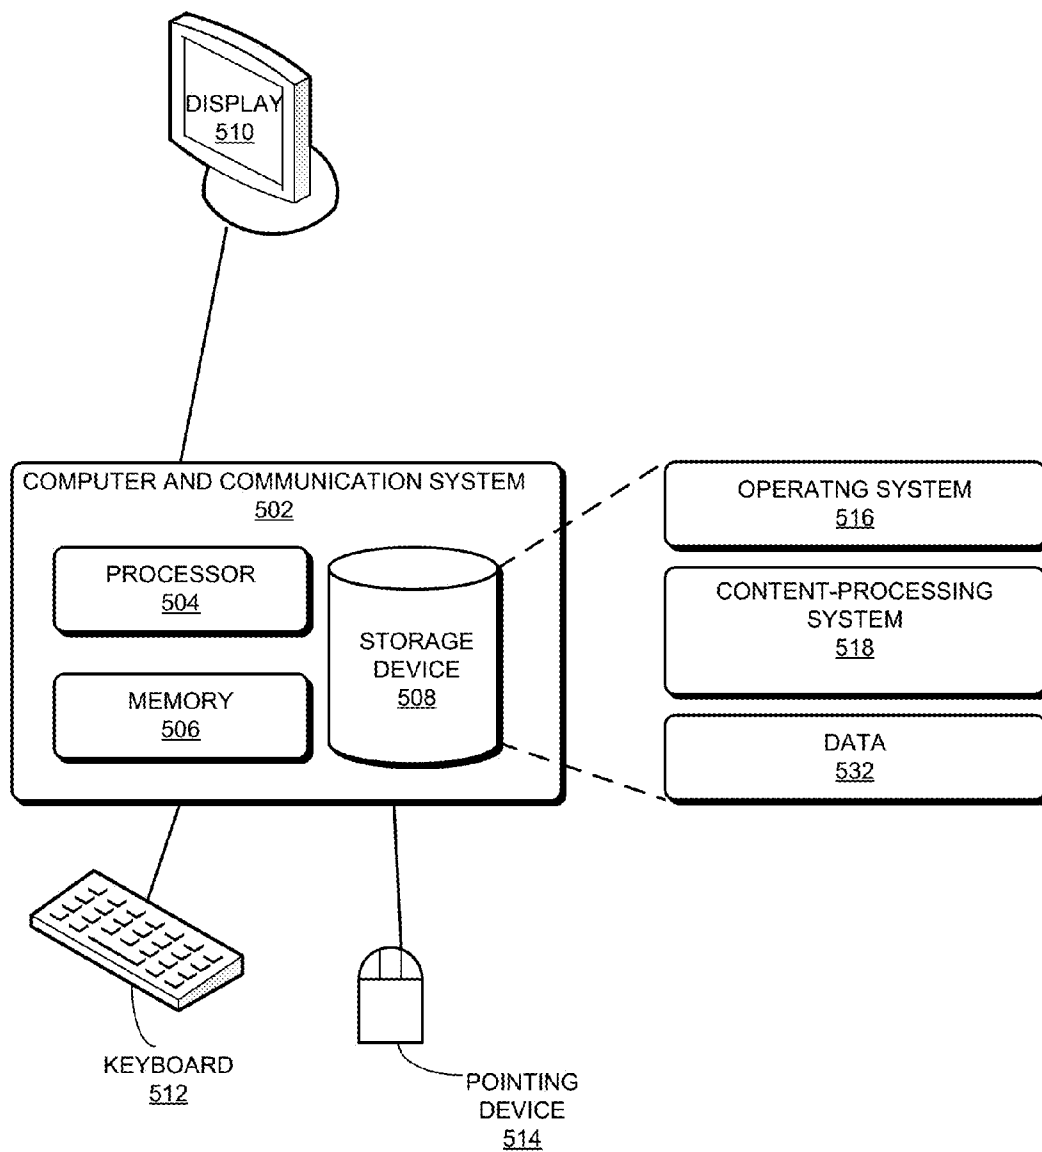 DISPLAY
510
COMPUTER AND COMMUNICATION SYSTEM
502
PROCESSOR
504
MEMORY
506
STORAGE
DEVICE
508
OPERATNG SYSTEM
516
CONTENT-PROCESSING
SYSTEM
518
DATA
532
KEYBOARD
512
POINTING
DEVICE
514